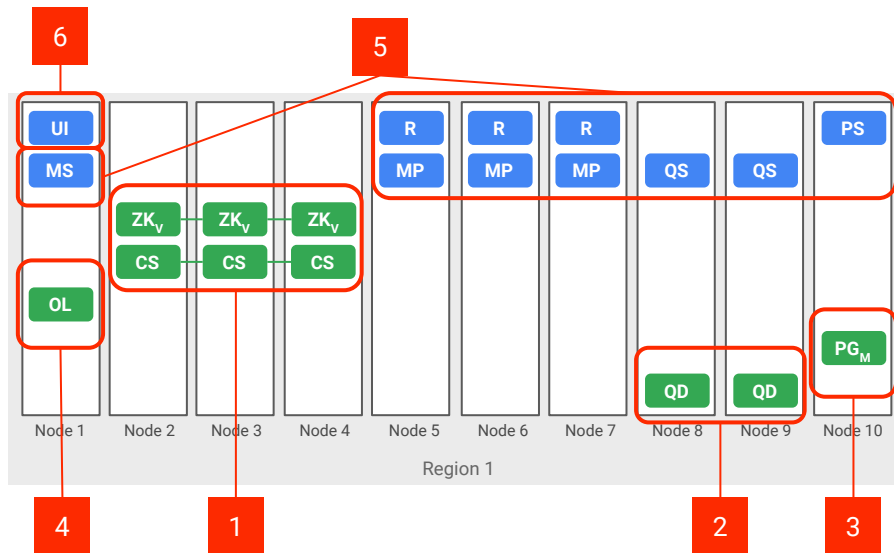 6
5
UI R R R PS
MS MP MP MP QS QS
ZKV ZKV ZKV
CS CS CS
OL
PGM
QD QD
Node 1 Node 2 Node 3 Node 4 Node 5 Node 6 Node 7 Node 8 Node 9 Node 10
Region 1
4 1 2 3